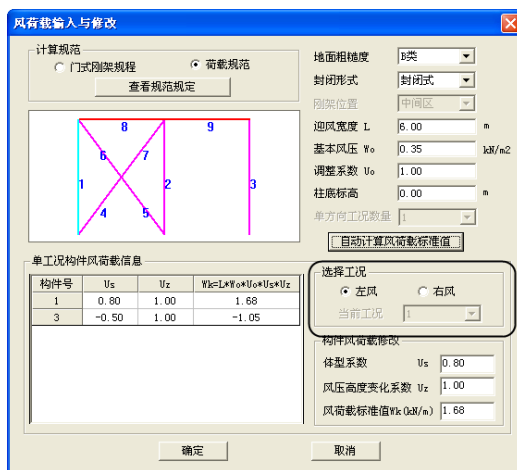 风荷载输入与修改
计算规范
门式刚架规程 荷载规范
查看规范规定
地面粗糙度 B类
封闭形式 封闭式
刚架位置 中间区
迎风宽度 L 6.00 m
基本风压 Wo 0.35 kN/m2
调整系数 Uo 1.00
柱底标高 0.00 m
单方向工况数量 1
自动计算风荷载标准值
8 9
6 7
1 2 3
4 5
单工况构件风荷载信息
构件号 Us Uz Wk=L*Wo*Uo*Us*Uz
1 0.80 1.00 1.68
3 -0.50 1.00 -1.05
选择工况
左风 右风
当前工况 1
构件风荷载修改
体型系数 Us 0.80
风压高度变化系数 Uz 1.00
风荷载标准值Wk(kN/m) 1.68
确定 取消